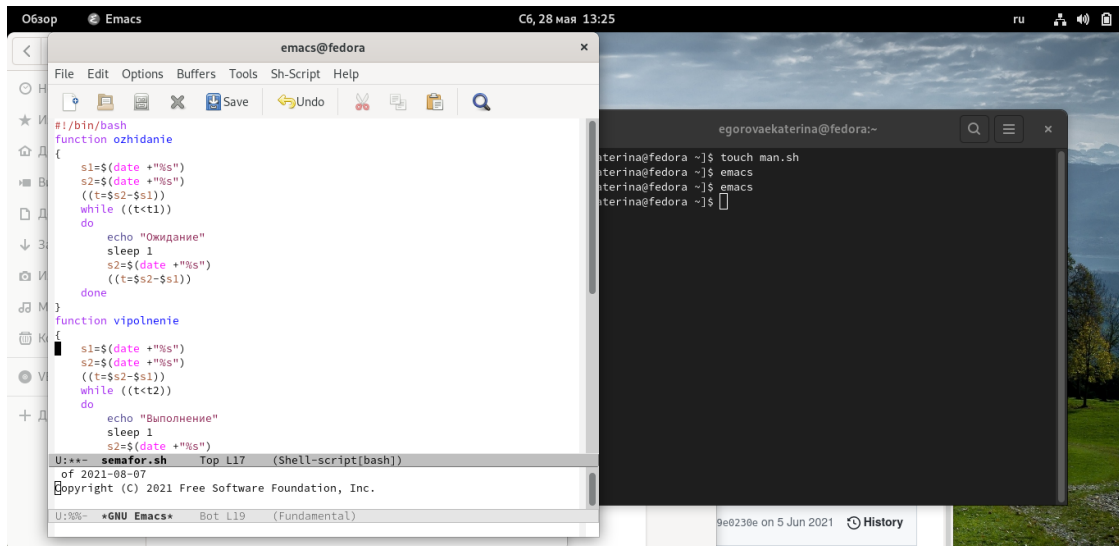 Обзор Emacs Сб, 28 мая 13:25 ru
emacs@fedora ×
File Edit Options Buffers Tools Sh-Script Help
Save Undo
#!/bin/bash
function ozhidanie
{
s1=$(date +"%s")
s2=$(date +"%s")
((t=$s2-$s1))
while ((t<t1))
do
echo "Ожидание"
sleep 1
s2=$(date +"%s")
((t=$s2-$s1))
done
}
function vipolnenie
{
s1=$(date +"%s")
s2=$(date +"%s")
((t=$s2-$s1))
while ((t<t2))
do
echo "Выполнение"
sleep 1
s2=$(date +"%s")
U:**- semafor.sh Top L17 (Shell-script[bash])
of 2021-08-07
Copyright (C) 2021 Free Software Foundation, Inc.
U:%%- *GNU Emacs* Bot L19 (Fundamental)
egorovaekaterina@fedora:~ ×
aterina@fedora ~]$ touch man.sh
aterina@fedora ~]$ emacs
aterina@fedora ~]$ emacs
aterina@fedora ~]$
9e0230e on 5 Jun 2021 History